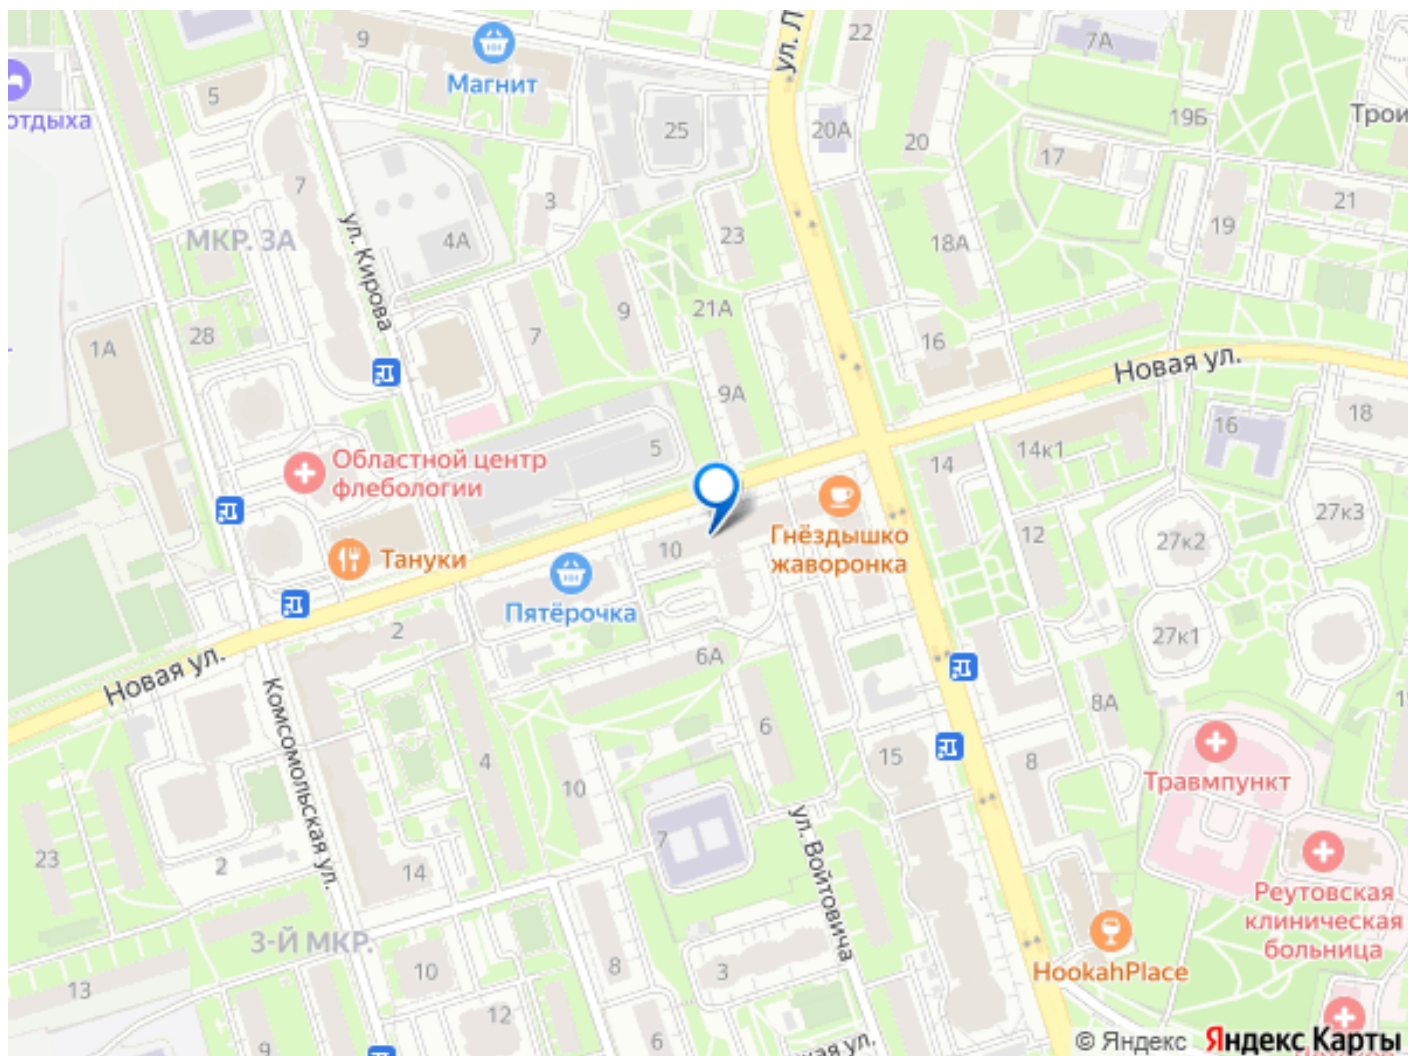 9
Магнит
ул. Л
22
7А
отдыха
5
25
20А
20
19Б
Трои
17
7
3
21
МКР. 3А
ул. Кирова
4А
23
18А
19
28
7
9
21А
16
1А
Новая ул.
9А
18
Областной центр
флебологии
5
14
14к1
16
10
Гнёздышко
жаворонка
12
27к2
27к3
Тануки
Пятёрочка
2
6А
27к1
Новая ул.
Комсомольская ул.
4
10
6
15
8
8А
Травмпункт
23
2
14
7
ул. Войтовича
Реутовская
клиническая
больница
3-Й МКР.
HookahPlace
13
10
8
3
12
9
6
ская ул.
© Яндекс Яндекс Карты